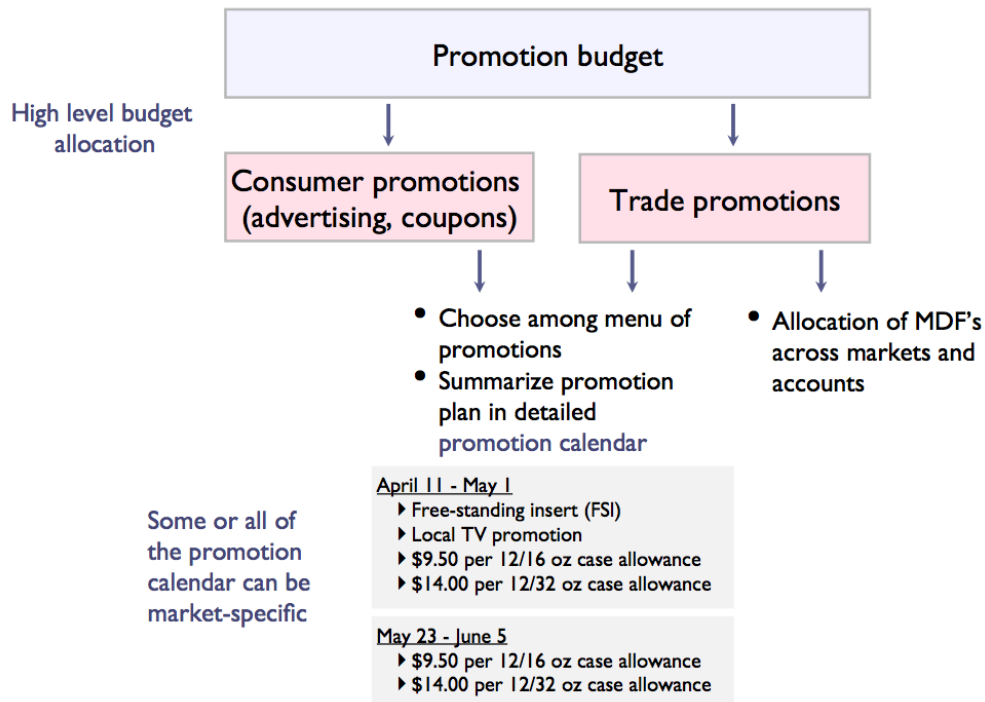 Promotion budget
High level budget
allocation
Consumer promotions
(advertising, coupons)
Trade promotions
• Choose among menu of
promotions
• Summarize promotion
plan in detailed
promotion calendar
• Allocation of MDF's
across markets and
accounts
Some or all of
the promotion
calendar can be
market-specific
April 11 - May 1
Free-standing insert (FSI)
Local TV promotion
$9.50 per 12/16 oz case allowance
$14.00 per 12/32 oz case allowance
May 23 - June 5
$9.50 per 12/16 oz case allowance
$14.00 per 12/32 oz case allowance